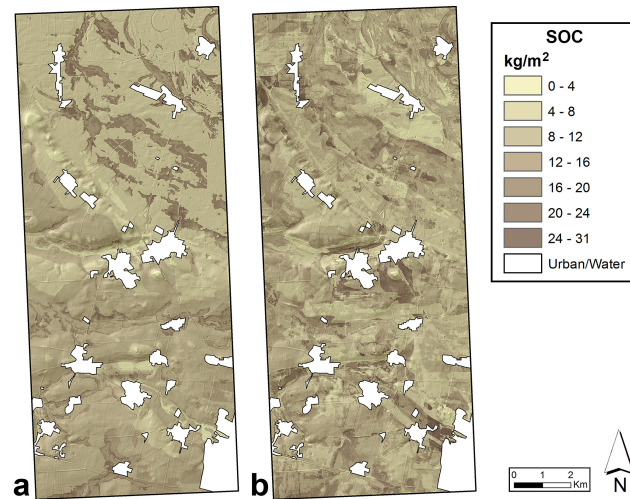 SOC
kg/m²
0 - 4
4 - 8
8 - 12
12 - 16
16 - 20
20 - 24
24 - 31
Urban/Water
a
b
0 1 2
Km
N